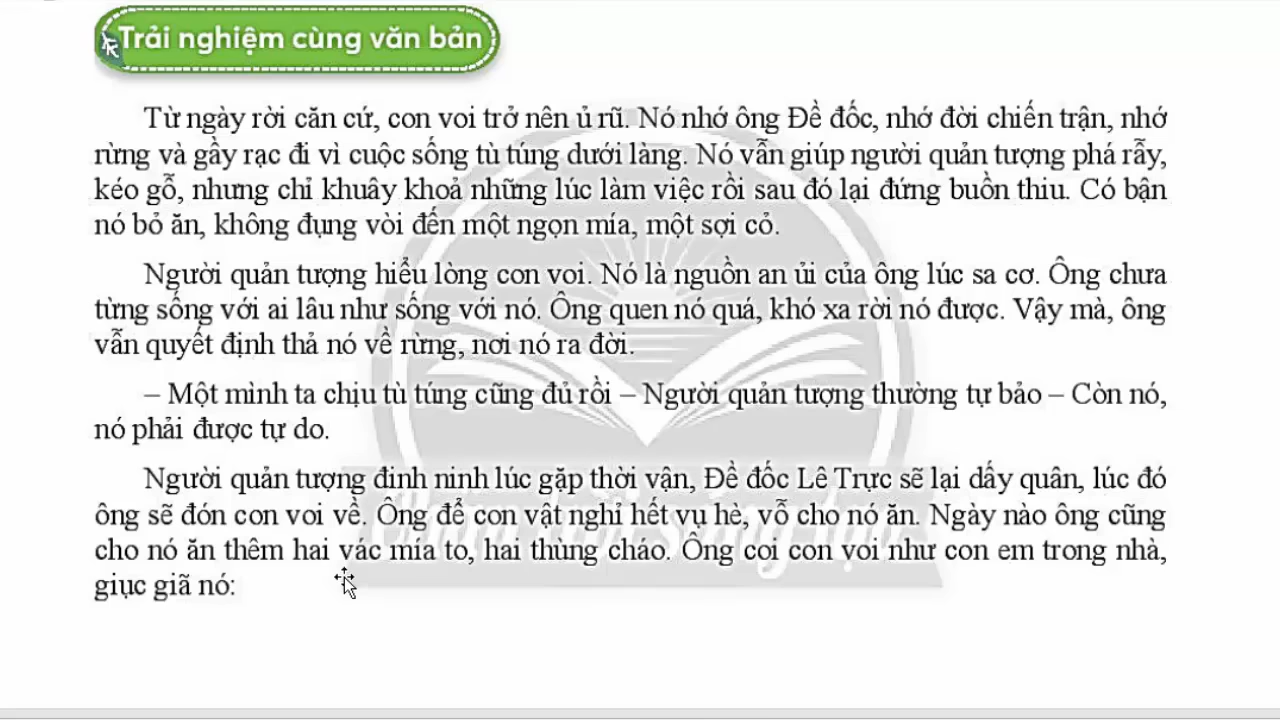 Trải nghiệm cùng văn bản
Từ ngày rời căn cứ, con voi trở nên ủ rũ. Nó nhớ ông Đề đốc, nhớ đời chiến trận, nhớ
rừng và gầy rạc đi vì cuộc sống tù túng dưới làng. Nó vẫn giúp người quản tượng phá rẫy,
kéo gỗ, nhưng chỉ khuây khoả những lúc làm việc rồi sau đó lại đứng buồn thiu. Có bận
nó bỏ ăn, không đụng vòi đến một ngọn mía, một sợi cỏ.
Người quản tượng hiểu lòng con voi. Nó là nguồn an ủi của ông lúc sa cơ. Ông chưa
từng sống với ai lâu như sống với nó. Ông quen nó quá, khó xa rời nó được. Vậy mà, ông
vẫn quyết định thả nó về rừng, nơi nó ra đời.
– Một mình ta chịu tù túng cũng đủ rồi – Người quản tượng thường tự bảo – Còn nó,
nó phải được tự do.
Người quản tượng đinh ninh lúc gặp thời vận, Đề đốc Lê Trực sẽ lại dấy quân, lúc đó
ông sẽ đón con voi về. Ông để con vật nghỉ hết vụ hè, vỗ cho nó ăn. Ngày nào ông cũng
cho nó ăn thêm hai vác mía to, hai thùng cháo. Ông coi con voi như con em trong nhà,
giục giã nó: